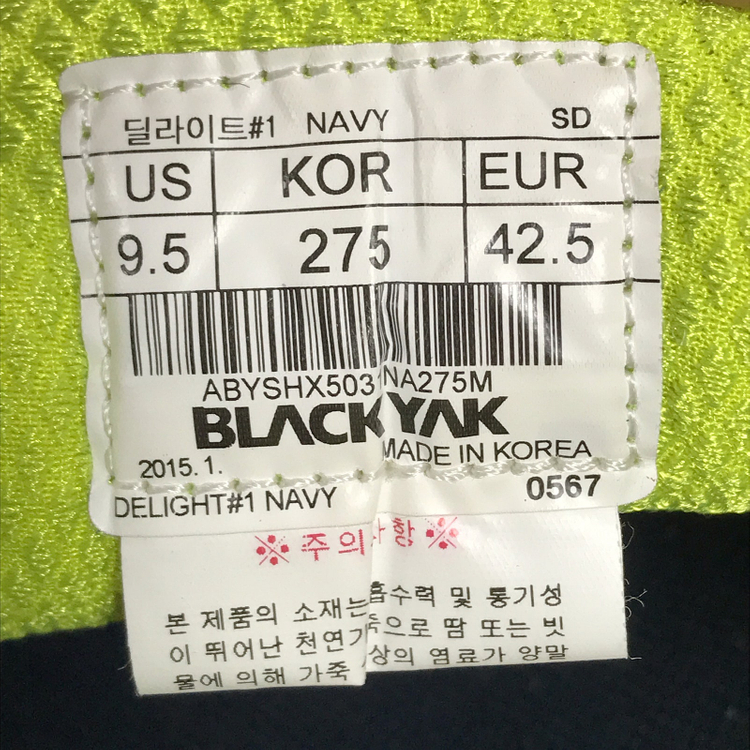 딜라이트#1 NAVY SD
US KOR EUR
9.5 275 42.5
ABYSHX503 NA275M
BLACKYAK
2015.1. MADE IN KOREA
DELIGHT#1 NAVY 0567
※ 주의사항 ※
본 제품의 소재는 흡수력 및 통기성
이 뛰어난 천연가죽으로 땀 또는 빗
물에 의해 가죽 상의 염료가 양말